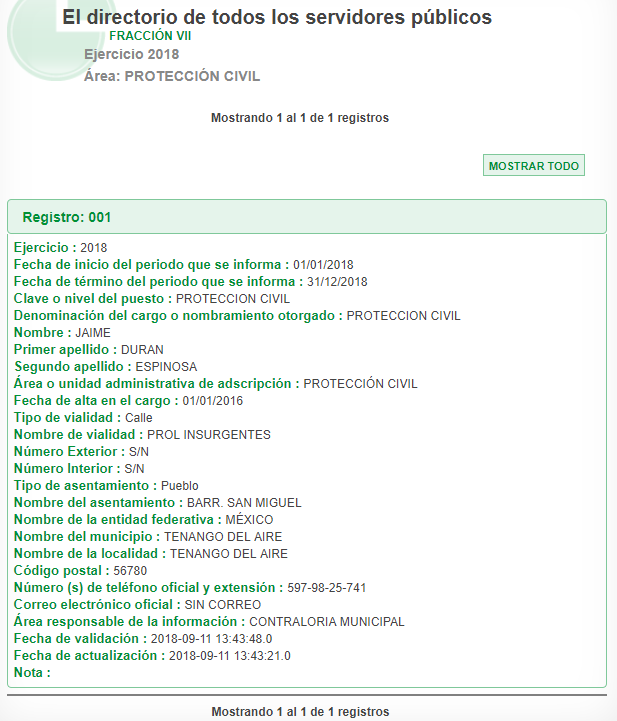 El directorio de todos los servidores públicos
FRACCIÓN VII
Ejercicio 2018
Área: PROTECCIÓN CIVIL
Mostrando 1 al 1 de 1 registros
MOSTRAR TODO
Registro: 001
Ejercicio : 2018
Fecha de inicio del periodo que se informa : 01/01/2018
Fecha de término del periodo que se informa : 31/12/2018
Clave o nivel del puesto : PROTECCION CIVIL
Denominación del cargo o nombramiento otorgado : PROTECCION CIVIL
Nombre : JAIME
Primer apellido : DURAN
Segundo apellido : ESPINOSA
Área o unidad administrativa de adscripción : PROTECCIÓN CIVIL
Fecha de alta en el cargo : 01/01/2016
Tipo de vialidad : Calle
Nombre de vialidad : PROL INSURGENTES
Número Exterior : S/N
Número Interior : S/N
Tipo de asentamiento : Pueblo
Nombre del asentamiento : BARR. SAN MIGUEL
Nombre de la entidad federativa : MÉXICO
Nombre del municipio : TENANGO DEL AIRE
Nombre de la localidad : TENANGO DEL AIRE
Código postal : 56780
Número (s) de teléfono oficial y extensión : 597-98-25-741
Correo electrónico oficial : SIN CORREO
Área responsable de la información : CONTRALORIA MUNICIPAL
Fecha de validación : 2018-09-11 13:43:48.0
Fecha de actualización : 2018-09-11 13:43:21.0
Nota :
Mostrando 1 al 1 de 1 registros